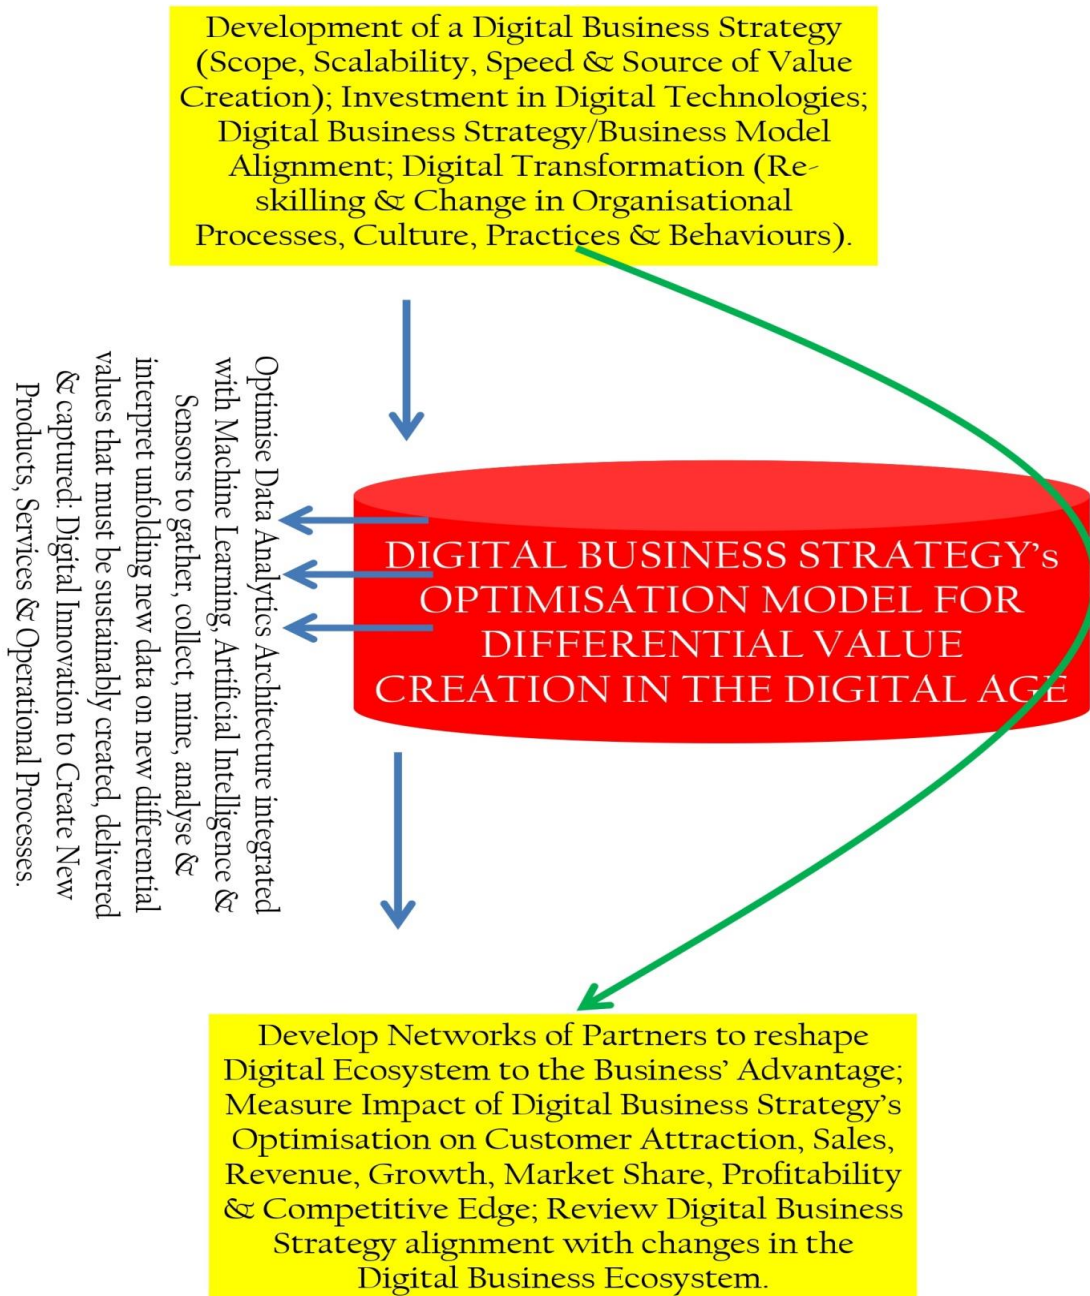 Development of a Digital Business Strategy
(Scope, Scalability, Speed & Source of Value
Creation); Investment in Digital Technologies;
Digital Business Strategy/Business Model
Alignment; Digital Transformation (Re-
skilling & Change in Organisational
Processes, Culture, Practices & Behaviours).
Optimise Data Analytics Architecture integrated
with Machine Learning, Artificial Intelligence &
Sensors to gather, collect, mine, analyse &
interpret unfolding new data on new differential
values that must be sustainably created, delivered
& captured: Digital Innovation to Create New
Products, Services & Operational Processes.
DIGITAL BUSINESS STRATEGY's
OPTIMISATION MODEL FOR
DIFFERENTIAL VALUE
CREATION IN THE DIGITAL AGE
Develop Networks of Partners to reshape
Digital Ecosystem to the Business’ Advantage;
Measure Impact of Digital Business Strategy’s
Optimisation on Customer Attraction, Sales,
Revenue, Growth, Market Share, Profitability
& Competitive Edge; Review Digital Business
Strategy alignment with changes in the
Digital Business Ecosystem.